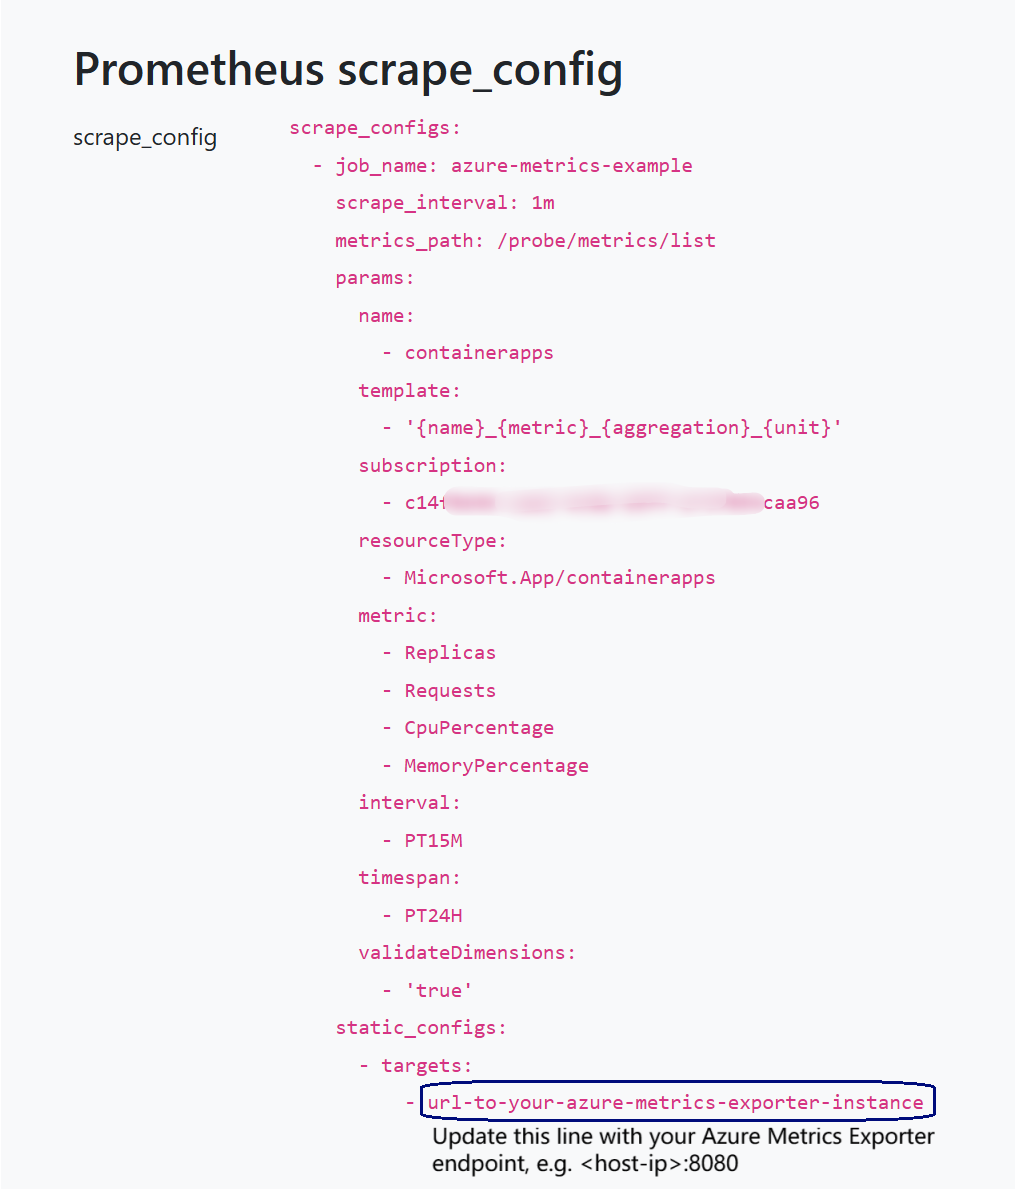 Prometheus scrape_config
scrape_config
scrape_configs:
- job_name: azure-metrics-example
scrape_interval: 1m
metrics_path: /probe/metrics/list
params:
name:
- containerapps
template:
- '{name}_{metric}_{aggregation}_{unit}'
subscription:
- c14 caa96
resourceType:
- Microsoft.App/containerapps
metric:
- Replicas
- Requests
- CpuPercentage
- MemoryPercentage
interval:
- PT15M
timespan:
- PT24H
validateDimensions:
- 'true'
static_configs:
- targets:
- url-to-your-azure-metrics-exporter-instance
Update this line with your Azure Metrics Exporter
endpoint, e.g. <host-ip>:8080